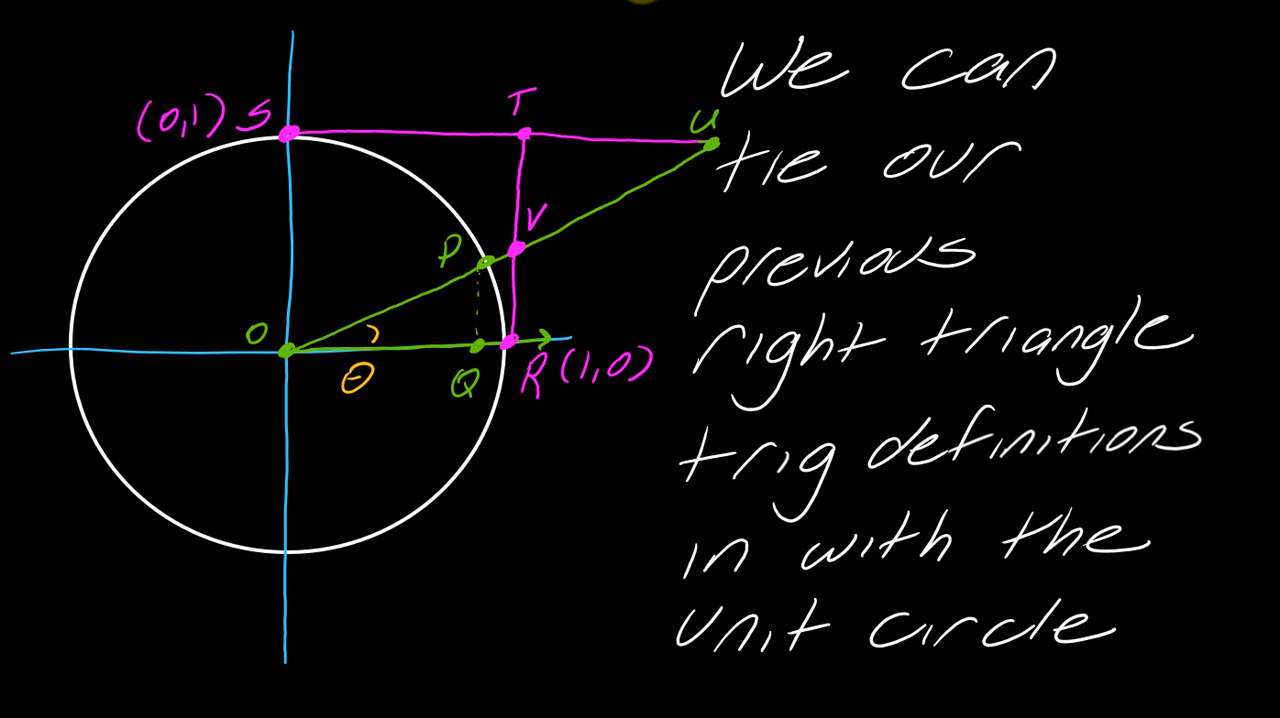 We can
tie our
previous
right triangle
trig definitions
in with the
unit circle
(0,1) S
T
U
V
P
O
θ
Q
R (1,0)